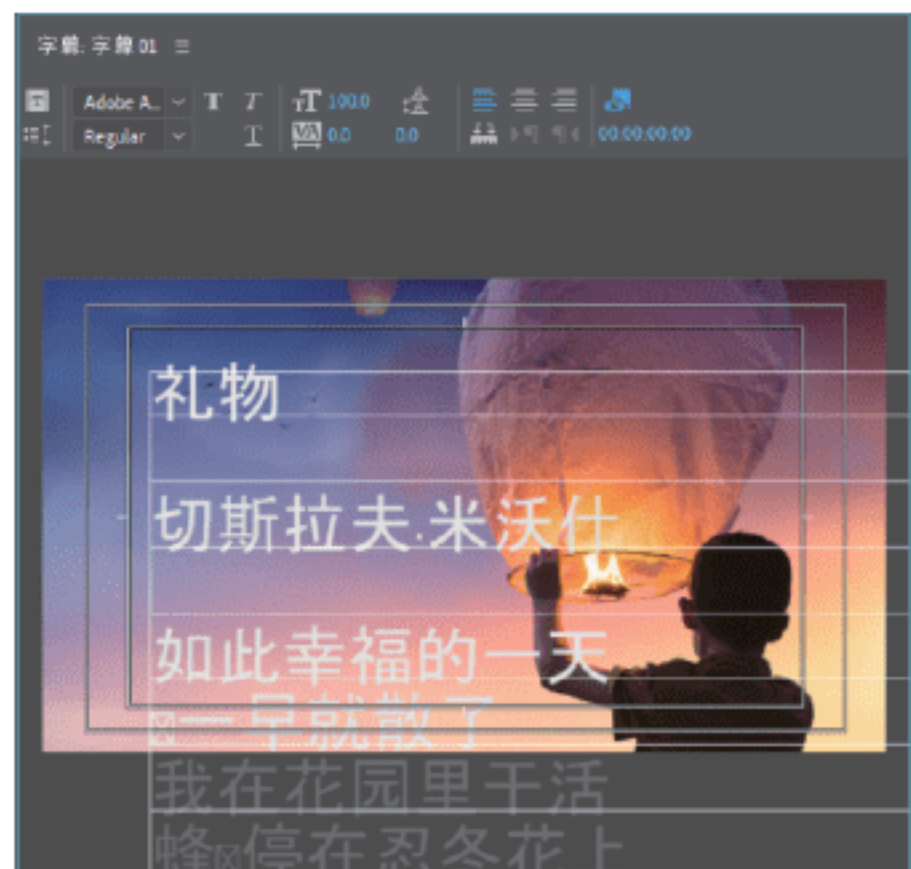 字幕: 字幕 01
Adobe A...
T T T 100.0
Regular
T VA 0.0 0.0 00:00:00:00
礼物
切斯拉夫·米沃什
如此幸福的一天
一早就散了
我在花园里干活
蜂停在忍冬花上